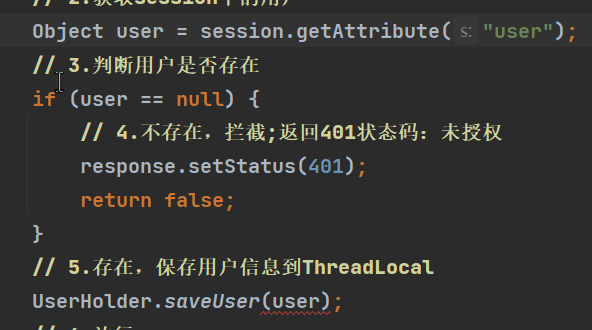 // 2.获取session中的用户
Object user = session.getAttribute( s: "user");
// 3.判断用户是否存在
if (user == null) {
// 4.不存在，拦截;返回401状态码：未授权
response.setStatus(401);
return false;
}
// 5.存在，保存用户信息到ThreadLocal
UserHolder.saveUser(user);